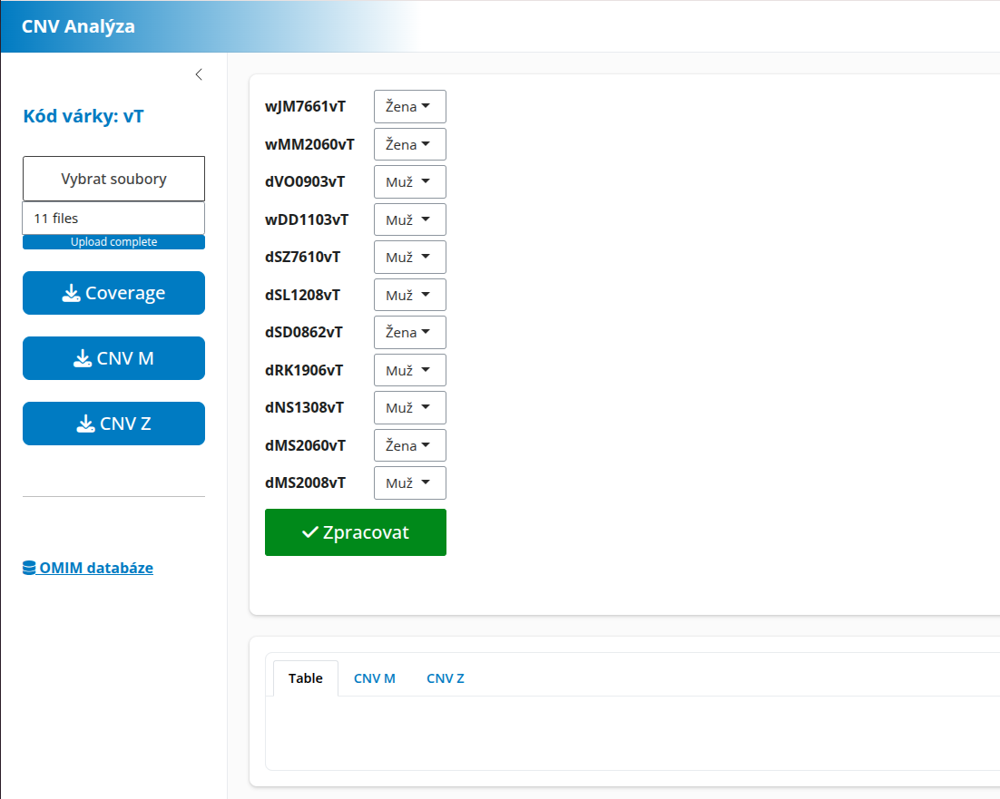 CNV Analýza
Kód várky: vT
Vybrat soubory
11 files
Upload complete
Coverage
CNV M
CNV Z
OMIM databáze
wJM7661vT Žena
wMM2060vT Žena
dVO0903vT Muž
wDD1103vT Muž
dSZ7610vT Muž
dSL1208vT Muž
dSD0862vT Žena
dRK1906vT Muž
dNS1308vT Muž
dMS2060vT Žena
dMS2008vT Muž
Zpracovat
Table CNV M CNV Z